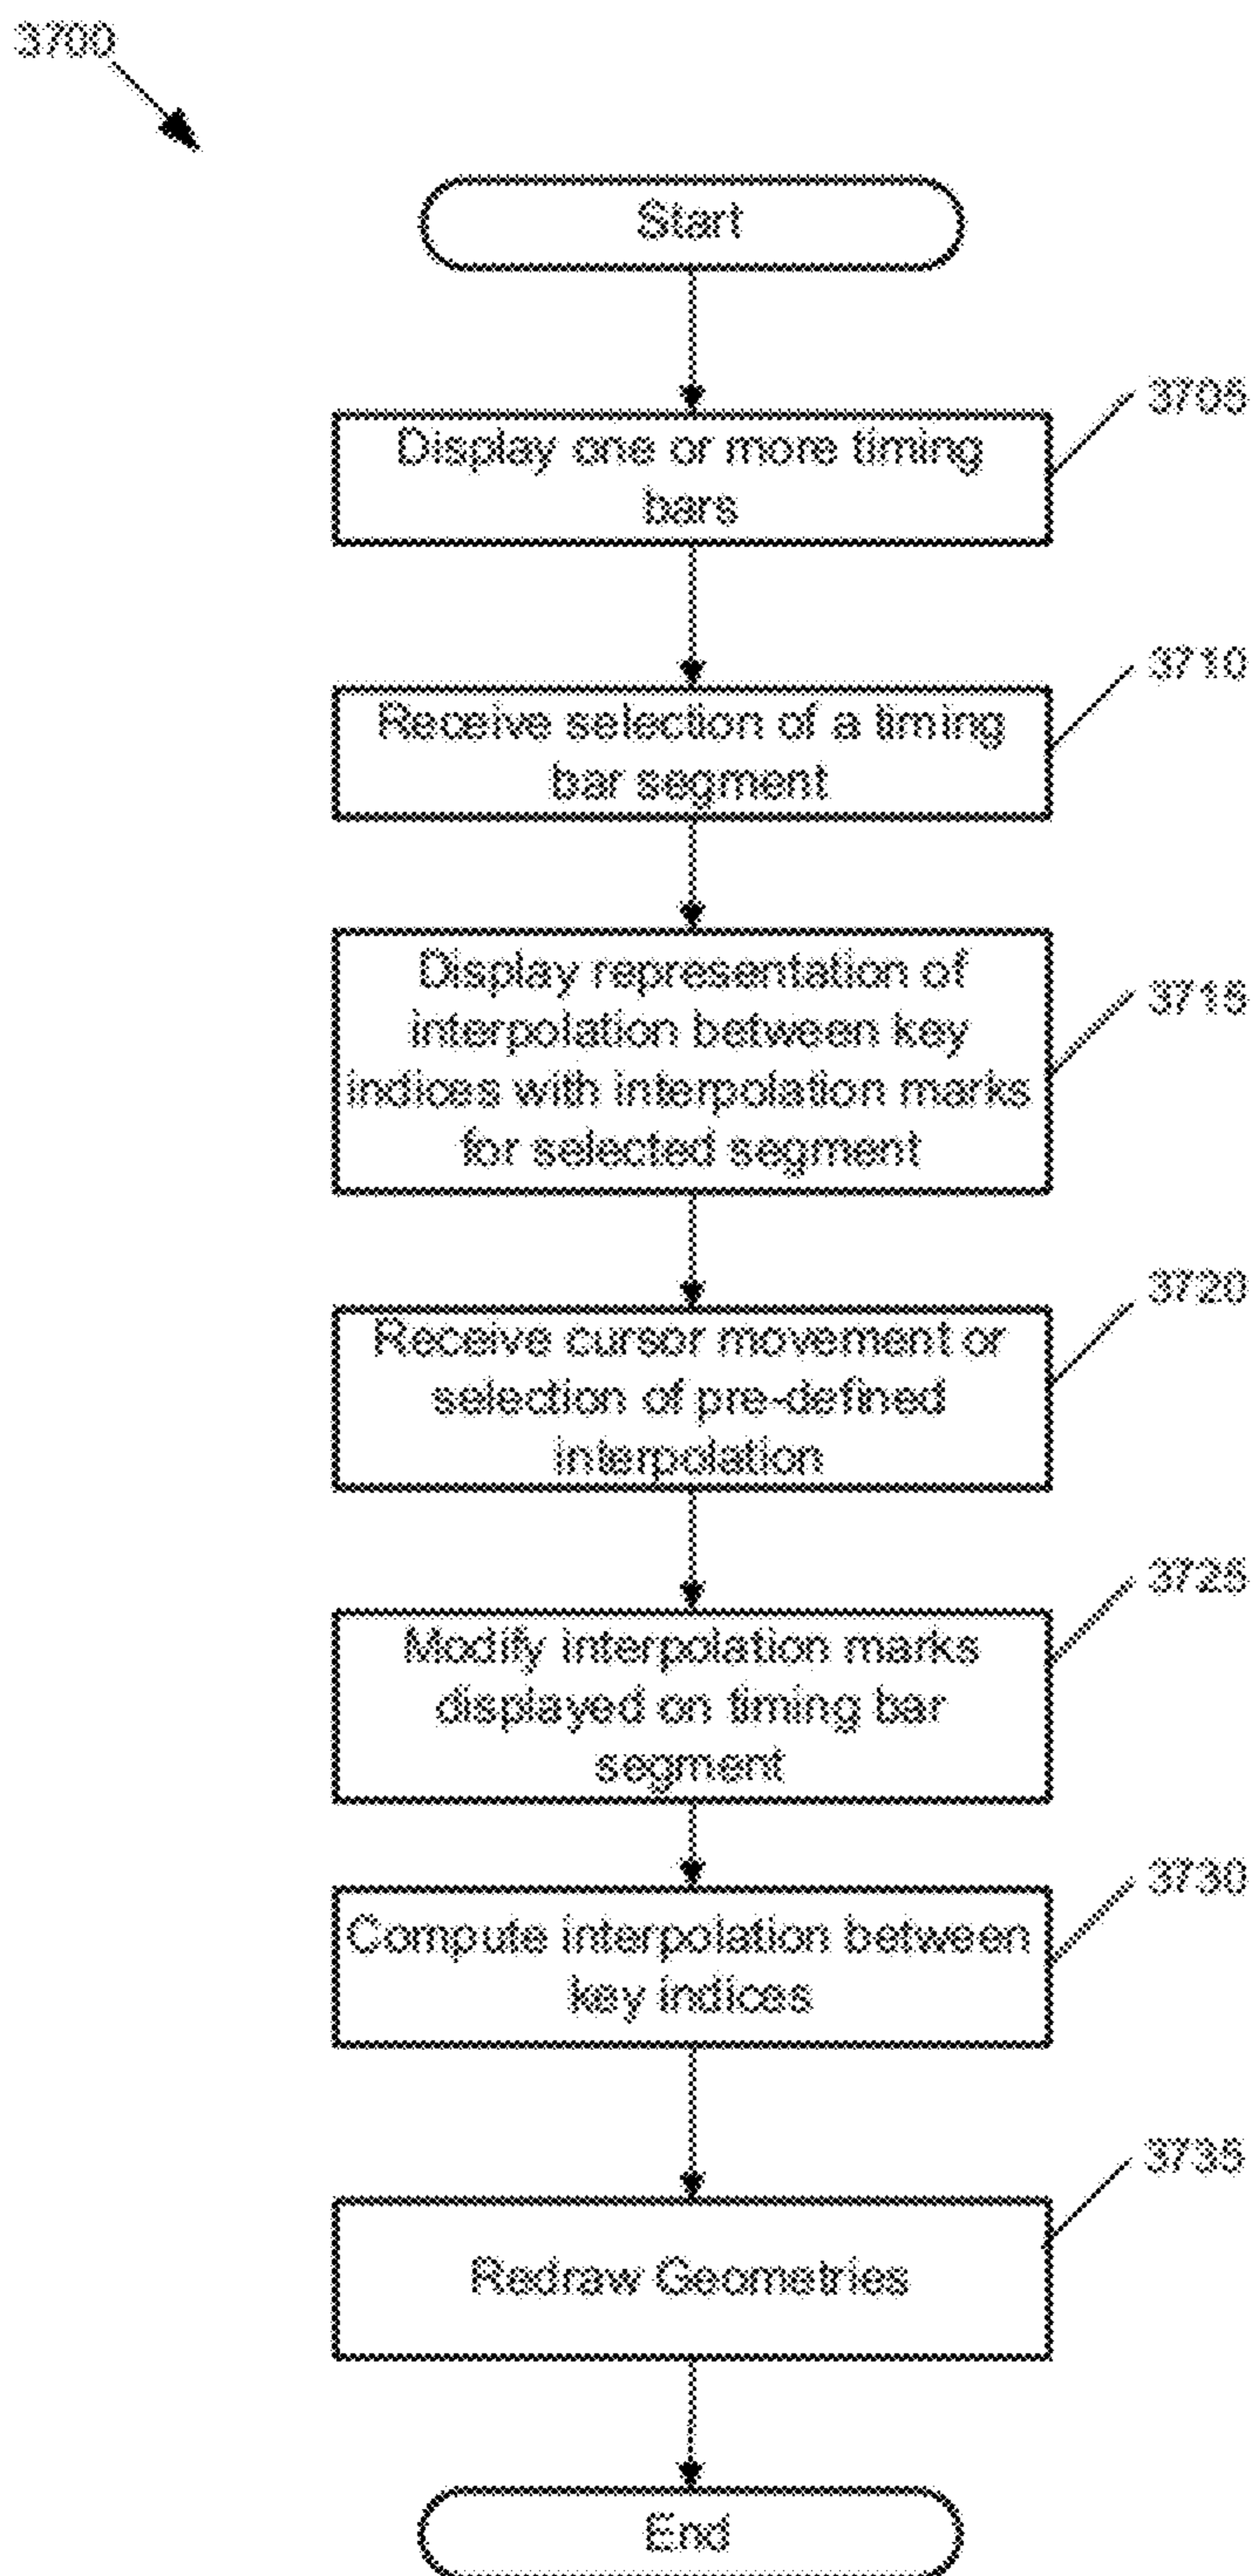 3700
Start
3705
Display one or more timing
bars
3710
Receive selection of a timing
bar segment
3715
Display representation of
interpolation between key
indices with interpolation marks
for selected segment
3720
Receive cursor movement or
selection of pre-defined
interpolation
3725
Modify interpolation marks
displayed on timing bar
segment
3730
Compute interpolation between
key indices
3735
Redraw Geometries
End